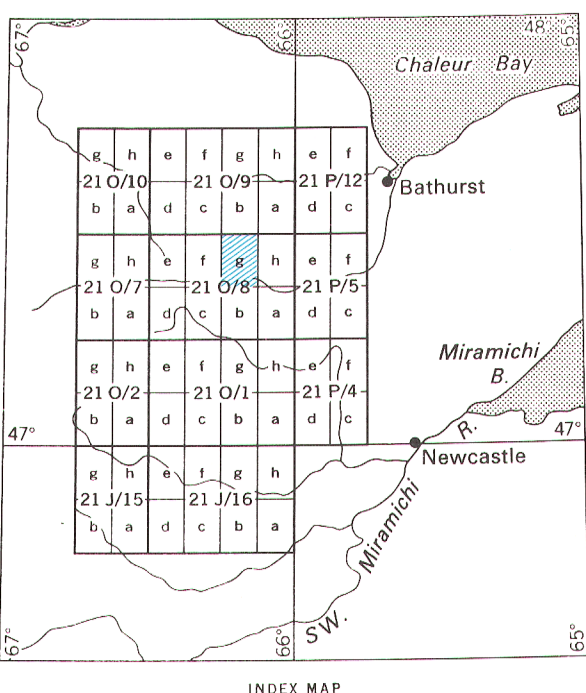 67° 66° 48° 65°
Chaleur Bay
g h e f g h e f
21 O/10 21 O/9 21 P/12
Bathurst
b a d c b a d c
g h e f g h e f
21 O/7 21 O/8 21 P/5
b a d c b a d c
Miramichi
B.
g h e f g h e f
21 O/2 21 O/1 21 P/4
b a d c b a d c
R.
47° 47°
Newcastle
g h e f g h
21 J/15 21 J/16
b a d c b a
Miramichi
SW.
67° 66° 65°
INDEX MAP